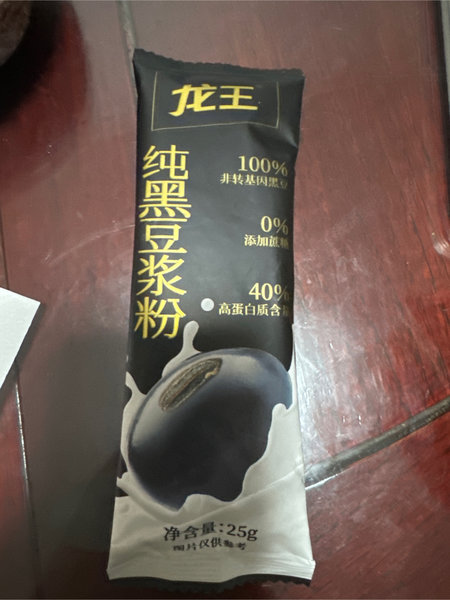 龙王
纯黑豆浆粉
100%
非转基因黑豆
0%
添加蔗糖
40%
高蛋白质含量
净含量:25g
图片仅供参考